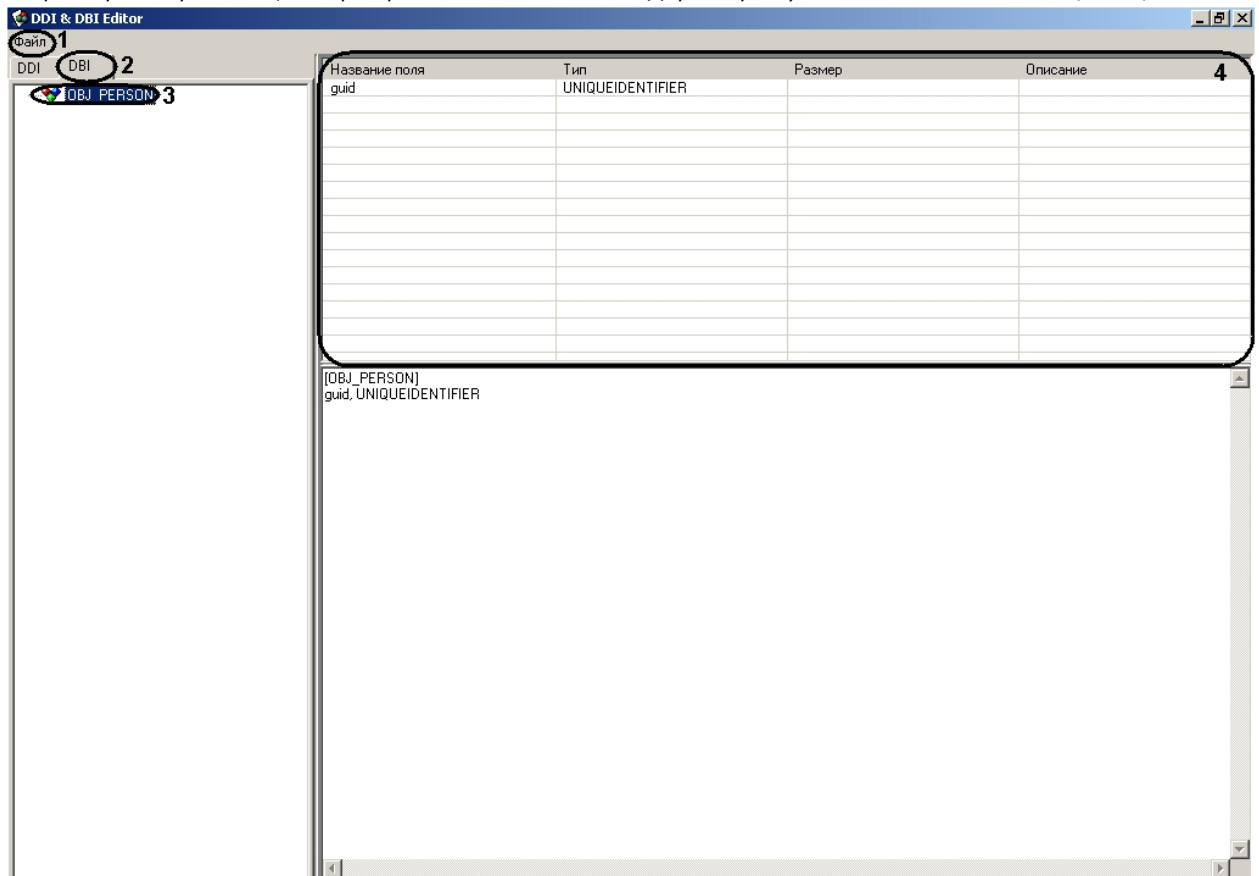 DDI & DBI Editor
Файл 1
DDI DBI 2
OBJ_PERSON 3
Название поля Тип Размер Описание 4
guid UNIQUEIDENTIFIER
[OBJ_PERSON]
guid, UNIQUEIDENTIFIER